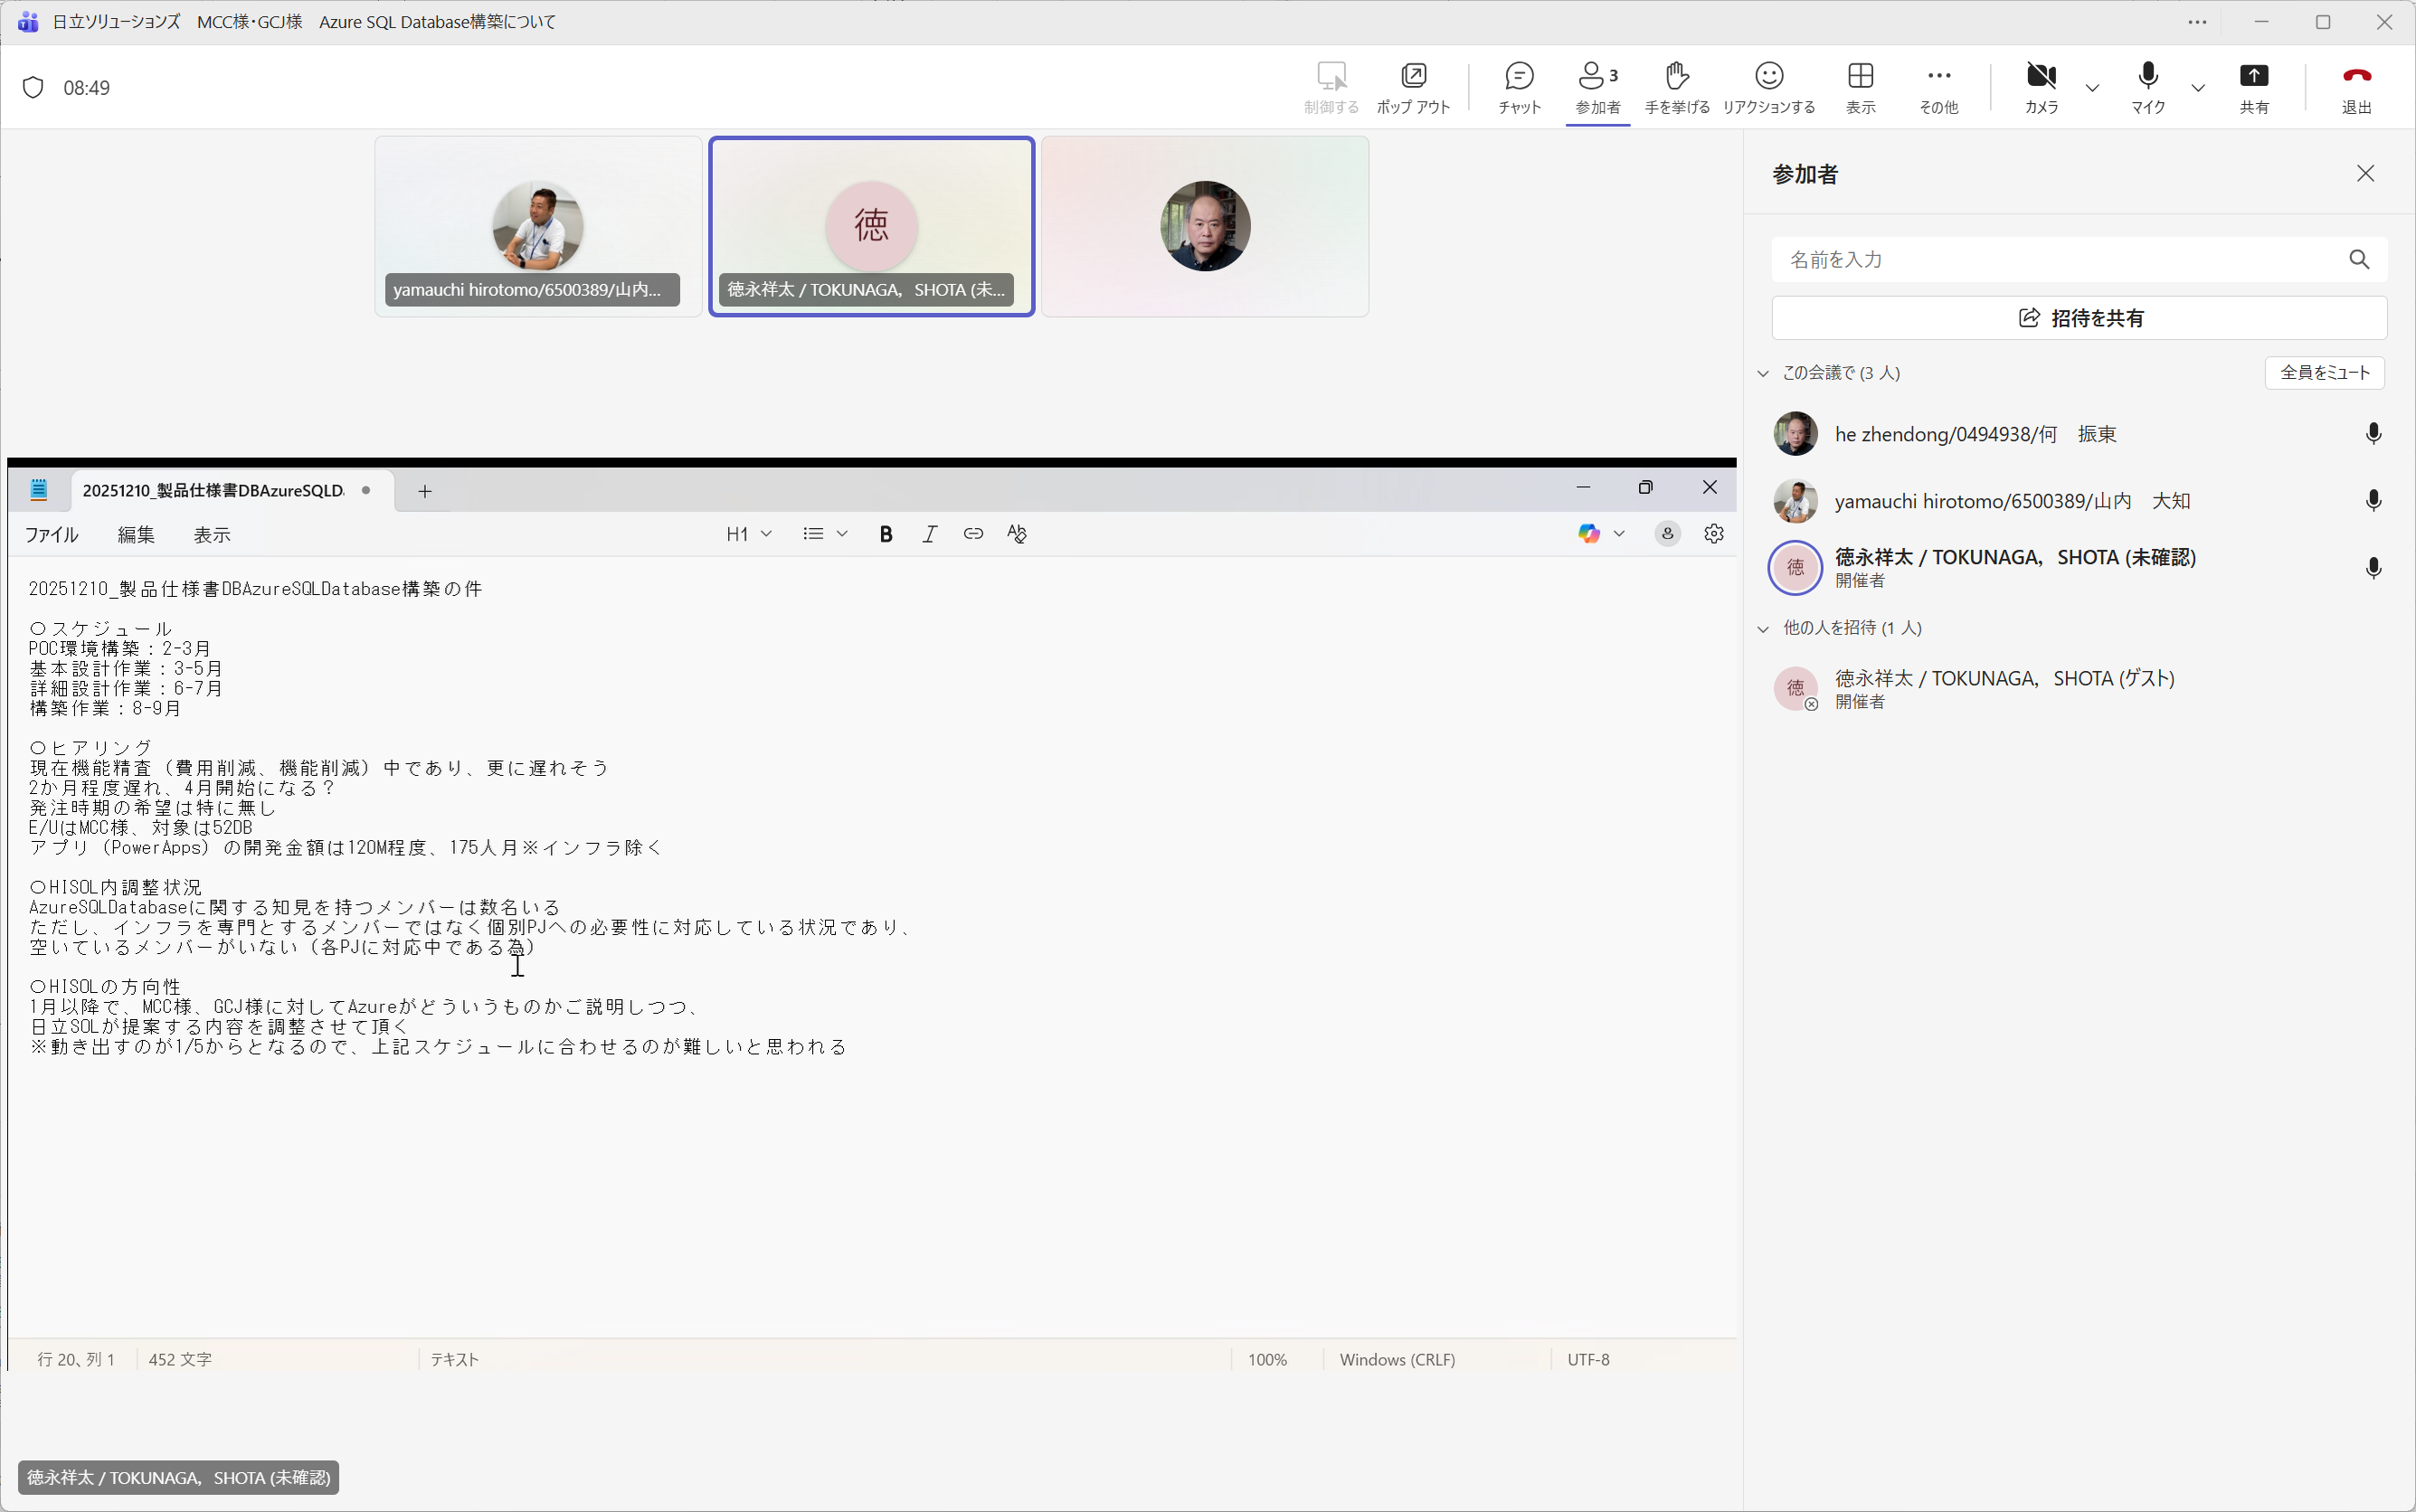 日立ソリューションズ　MCC様・GCJ様　Azure SQL Database構築について
08:49
制御する
ポップ アウト
チャット
3
参加者
手を挙げる
リアクションする
表示
その他
カメラ
マイク
共有
退出
yamauchi hirotomo/6500389/山内...
徳
徳永祥太 / TOKUNAGA,　SHOTA (未...
20251210_製品仕様書DBAzureSQLD
ファイル
編集
表示
H1
B
I
20251210_製品仕様書DBAzureSQLDatabase構築の件
〇スケジュール
POC環境構築：2-3月
基本設計作業：3-5月
詳細設計作業：6-7月
構築作業：8-9月
〇ヒアリング
現在機能精査（費用削減、機能削減）中であり、更に遅れそう
2か月程度遅れ、4月開始になる？
発注時期の希望は特に無し
E/UはMCC様、対象は52DB
アプリ（PowerApps）の開発金額は120M程度、175人月※インフラ除く
〇HISOL内調整状況
AzureSQLDatabaseに関する知見を持つメンバーは数名いる
ただし、インフラを専門とするメンバーではなく個別PJへの必要性に対応している状況であり、
空いているメンバーがいない（各PJに対応中である為）
〇HISOLの方向性
1月以降で、MCC様、GCJ様に対してAzureがどういうものかご説明しつつ、
日立SOLが提案する内容を調整させて頂く
※動き出すのが1/5からとなるので、上記スケジュールに合わせるのが難しいと思われる
行 20、列 1
452 文字
テキスト
100%
Windows (CRLF)
UTF-8
徳永祥太 / TOKUNAGA,　SHOTA (未確認)
参加者
名前を入力
招待を共有
この会議で (3 人)
全員をミュート
he zhendong/0494938/何　振東
yamauchi hirotomo/6500389/山内　大知
徳
徳永祥太 / TOKUNAGA,　SHOTA (未確認)
開催者
他の人を招待 (1 人)
徳
徳永祥太 / TOKUNAGA,　SHOTA (ゲスト)
開催者